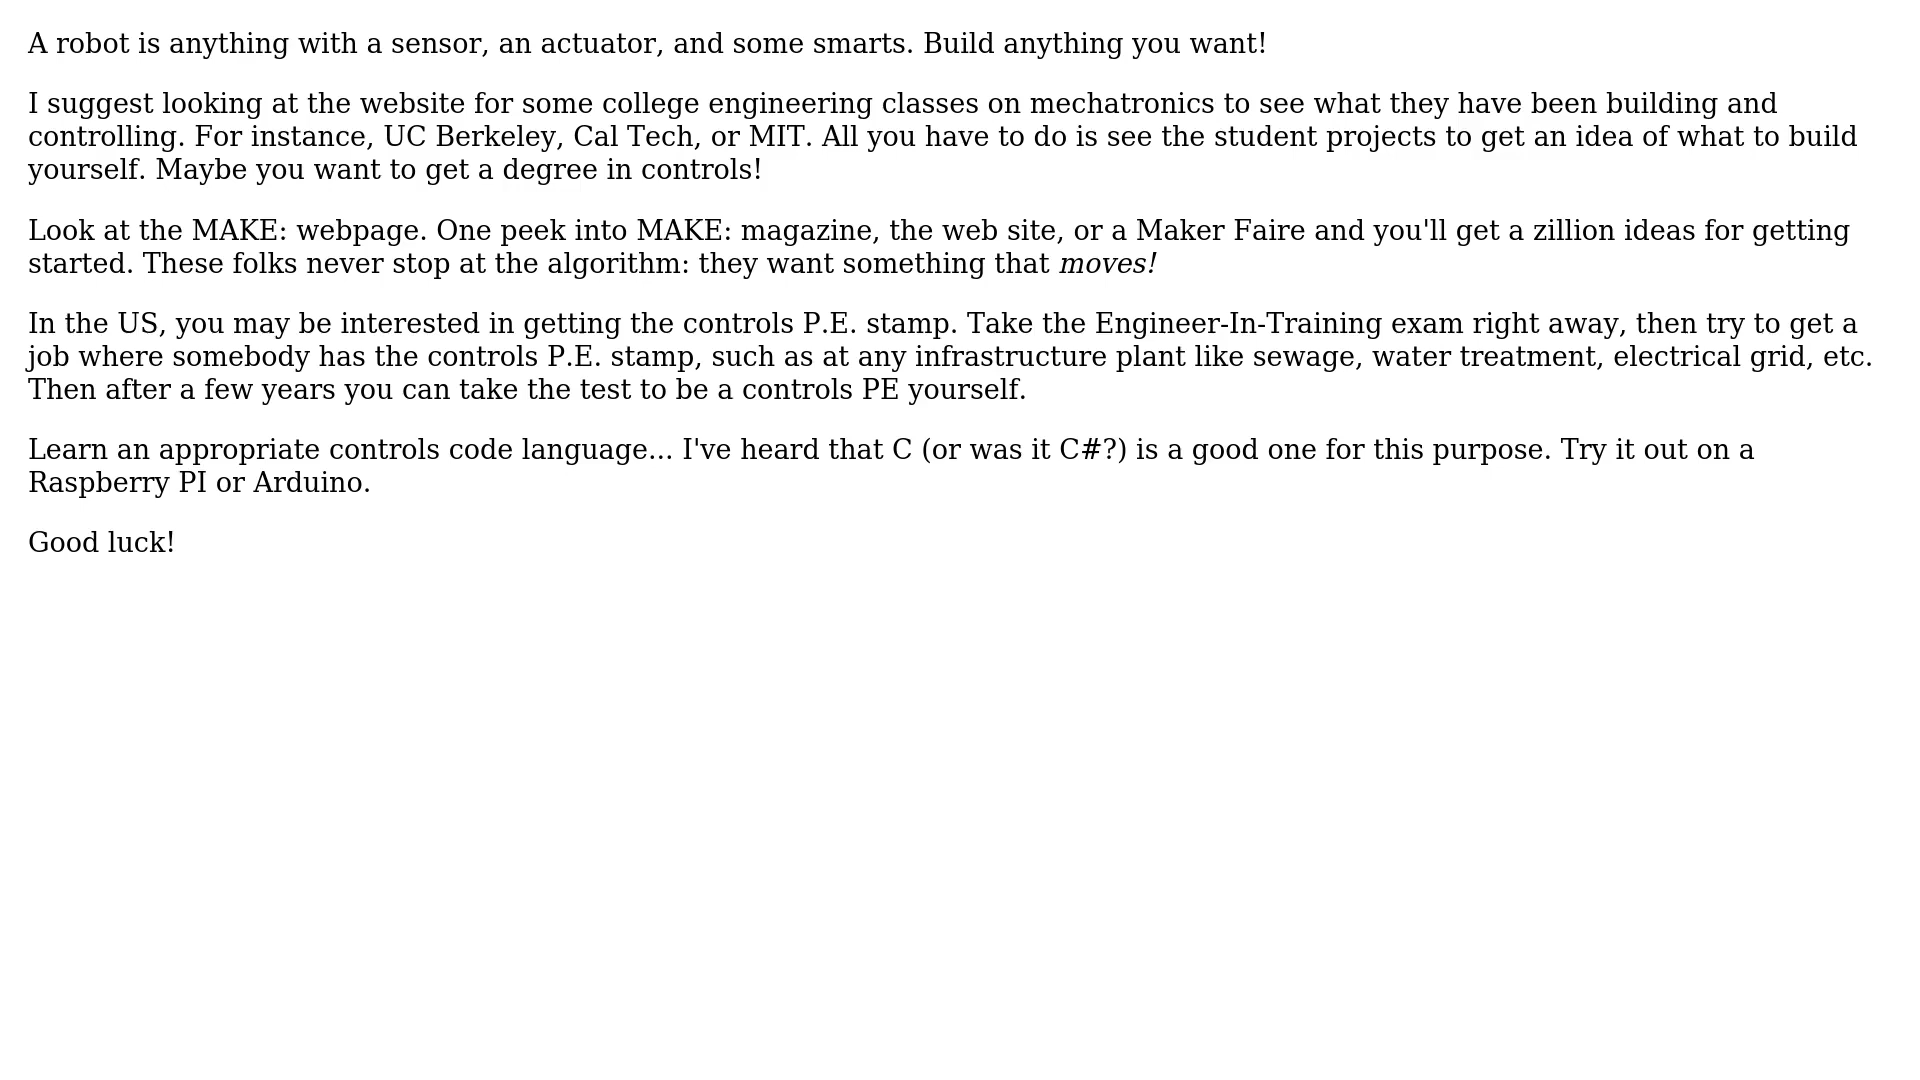 A robot is anything with a sensor, an actuator, and some smarts. Build anything you want!
I suggest looking at the website for some college engineering classes on mechatronics to see what they have been building and
controlling. For instance, UC Berkeley, Cal Tech, or MIT. All you have to do is see the student projects to get an idea of what to build
yourself. Maybe you want to get a degree in controls!
Look at the MAKE: webpage. One peek into MAKE: magazine, the web site, or a Maker Faire and you'll get a zillion ideas for getting
started. These folks never stop at the algorithm: they want something that moves!
In the US, you may be interested in getting the controls P.E. stamp. Take the Engineer-In-Training exam right away, then try to get a
job where somebody has the controls P.E. stamp, such as at any infrastructure plant like sewage, water treatment, electrical grid, etc.
Then after a few years you can take the test to be a controls PE yourself.
Learn an appropriate controls code language... I've heard that C (or was it C#?) is a good one for this purpose. Try it out on a
Raspberry PI or Arduino.
Good luck!